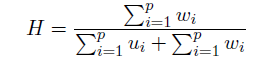 H = \frac{\sum_{i=1}^{p} w_i}{\sum_{i=1}^{p} u_i + \sum_{i=1}^{p} w_i}